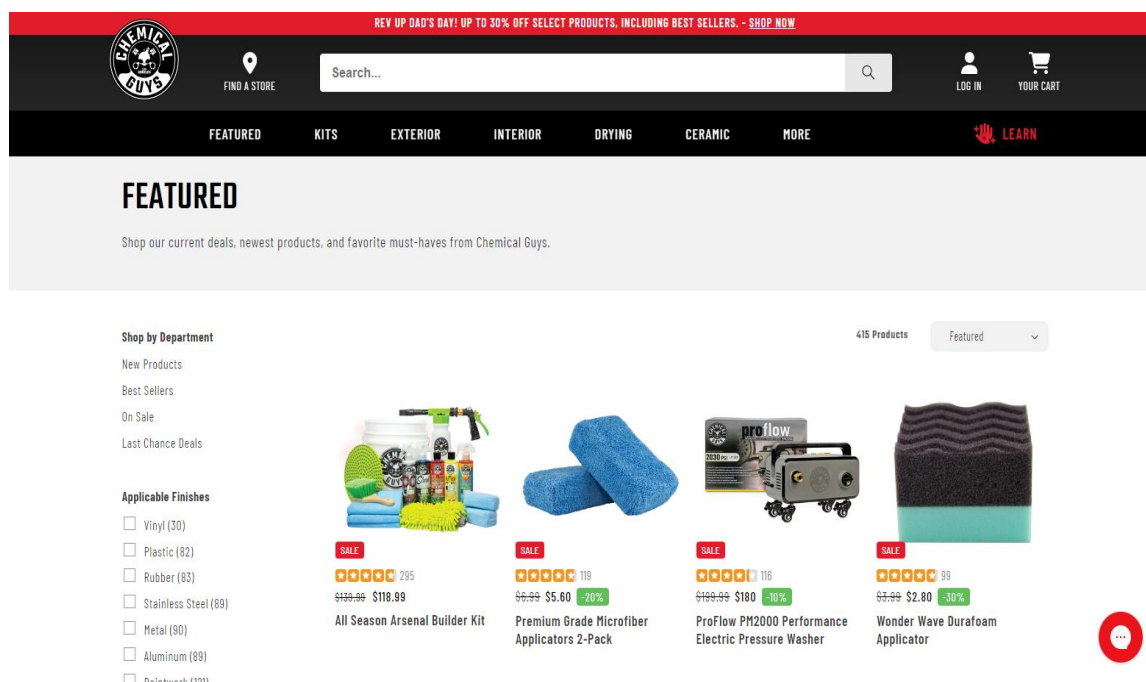 REV UP DAD'S DAY! UP TO 30% OFF SELECT PRODUCTS, INCLUDING BEST SELLERS. - SHOP NOW
CHEMICAL GUYS
FIND A STORE
Search...
LOG IN
YOUR CART
FEATURED KITS EXTERIOR INTERIOR DRYING CERAMIC MORE LEARN
FEATURED
Shop our current deals, newest products, and favorite must-haves from Chemical Guys.
415 Products
Featured
Shop by Department
New Products
Best Sellers
On Sale
Last Chance Deals
Applicable Finishes
Vinyl (30)
Plastic (82)
Rubber (83)
Stainless Steel (89)
Metal (90)
Aluminum (89)
SALE
295
$139.99 $118.99
All Season Arsenal Builder Kit
SALE
119
$6.99 $5.60 -20%
Premium Grade Microfiber
Applicators 2-Pack
proflow
2030 PSI
SALE
116
$199.99 $180 -10%
ProFlow PM2000 Performance
Electric Pressure Washer
SALE
99
$3.99 $2.80 -30%
Wonder Wave Durafoam
Applicator